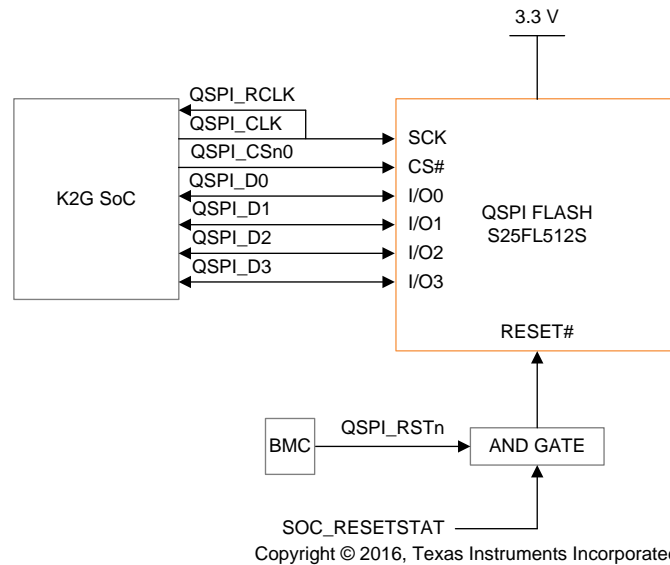 3.3 V
QSPI_RCLK
QSPI_CLK
QSPI_CSn0
QSPI_D0
QSPI_D1
QSPI_D2
QSPI_D3
K2G SoC
SCK
CS#
I/O0
I/O1
I/O2
I/O3
QSPI FLASH
S25FL512S
RESET#
BMC
QSPI_RSTn
AND GATE
SOC_RESETSTAT
Copyright © 2016, Texas Instruments Incorporated